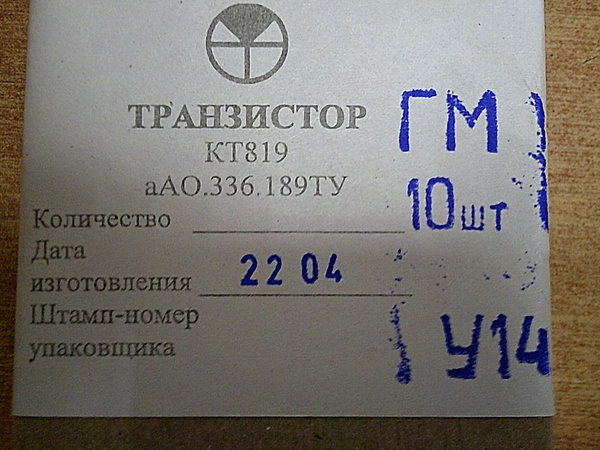 ТРАНЗИСТОР ГМ
КТ819
аАО.336.189ТУ
Количество 10шт
Дата
изготовления 22 04
Штамп-номер
упаковщика У14